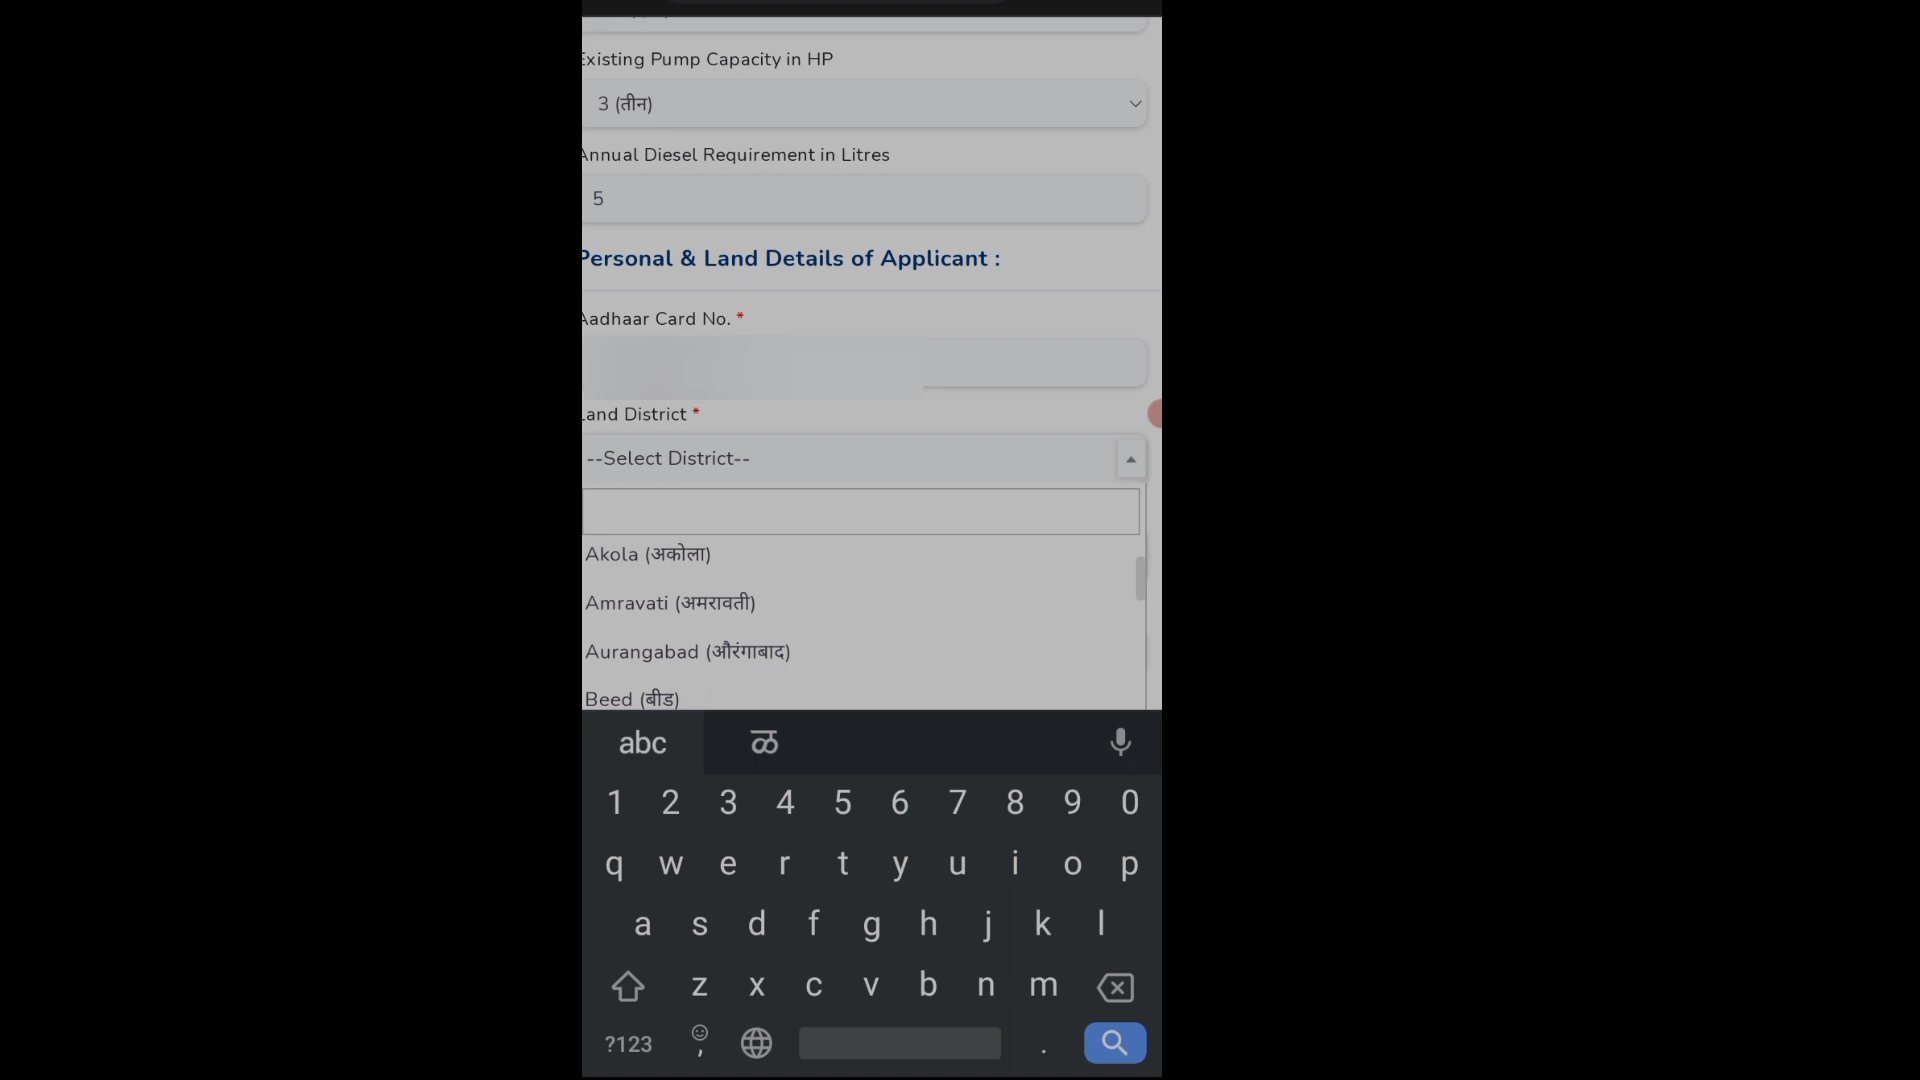 Existing Pump Capacity in HP
3 (तीन)
Annual Diesel Requirement in Litres
5
Personal & Land Details of Applicant :
Aadhaar Card No. *
Land District *
--Select District--
Akola (अकोला)
Amravati (अमरावती)
Aurangabad (औरंगाबाद)
Beed (बीड)
abc ळ
1 2 3 4 5 6 7 8 9 0
q w e r t y u i o p
a s d f g h j k l
z x c v b n m
?123 , .